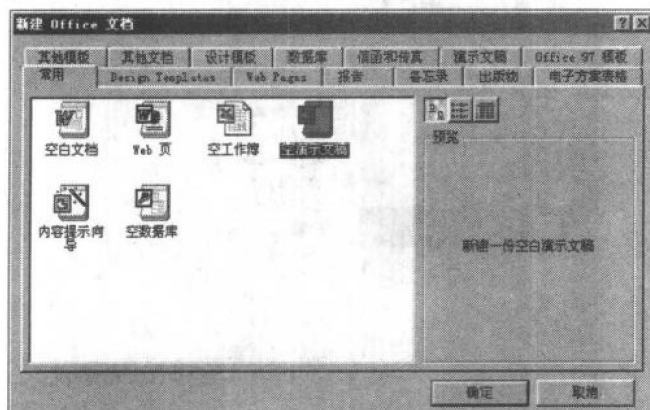 新建 Office 文档
其他模板 其他文档 设计模板 数据库 信函和传真 演示文稿 Office 97 模板
常用 Design Templates Web Pages 报告 备忘录 出版物 电子方案表格
空白文档 Web 页 空工作簿 空演示文稿
预览
内容提示向导 空数据库
新建一份空白演示文稿
确定 取消